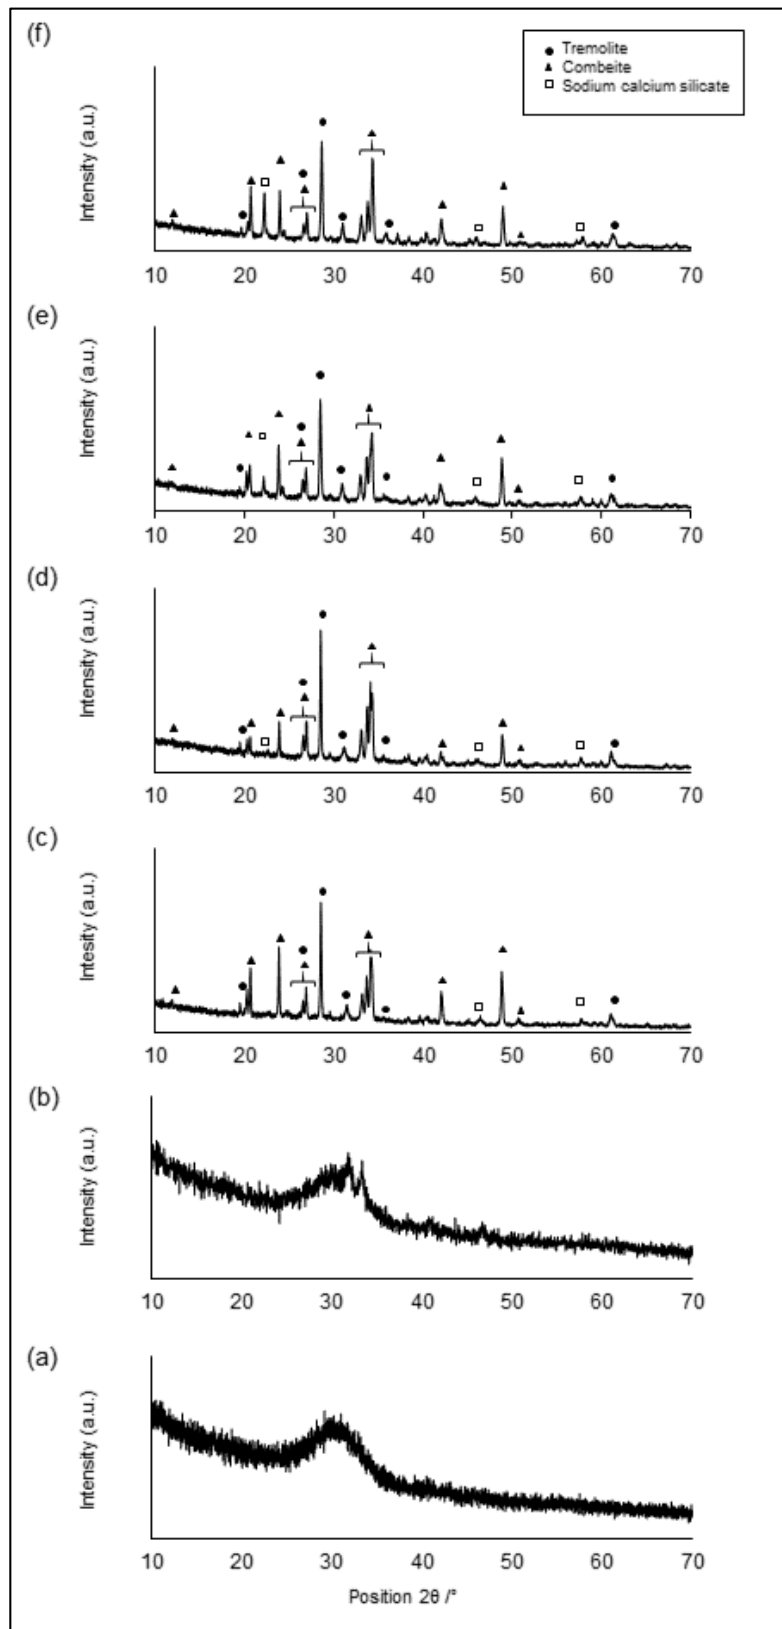 (f)
Tremolite
Combeite
Sodium calcium silicate
Intensity (a.u.)
10 20 30 40 50 60 70
(e)
Intensity (a.u.)
10 20 30 40 50 60 70
(d)
Intensity (a.u.)
10 20 30 40 50 60 70
(c)
Intesity (a.u.)
10 20 30 40 50 60 70
(b)
Intensity (a.u.)
10 20 30 40 50 60 70
(a)
Intensity (a.u.)
10 20 30 40 50 60 70
Position 2θ /°